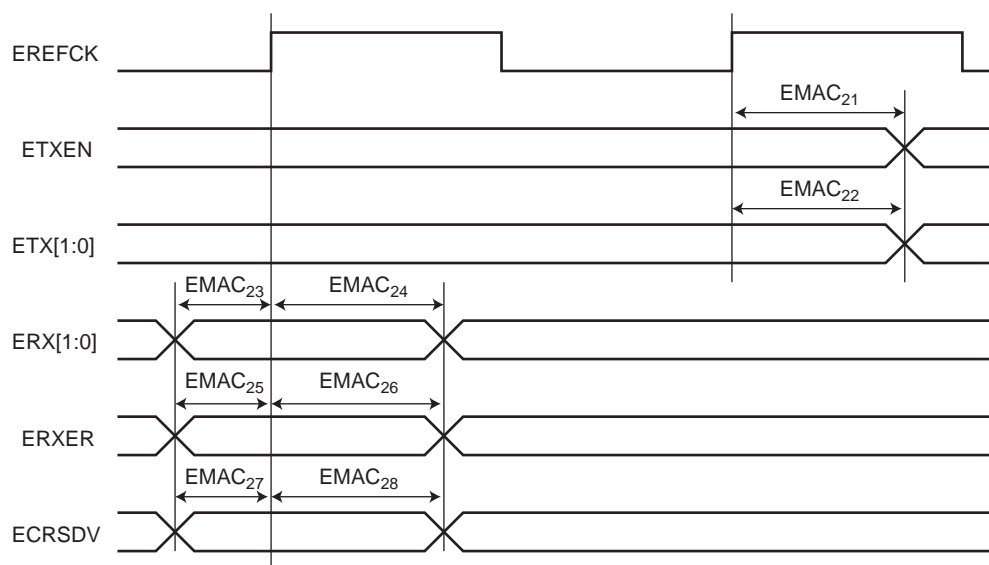 EREFCK
EMAC21
ETXEN
EMAC22
ETX[1:0]
EMAC23 EMAC24
ERX[1:0]
EMAC25 EMAC26
ERXER
EMAC27 EMAC28
ECRSDV